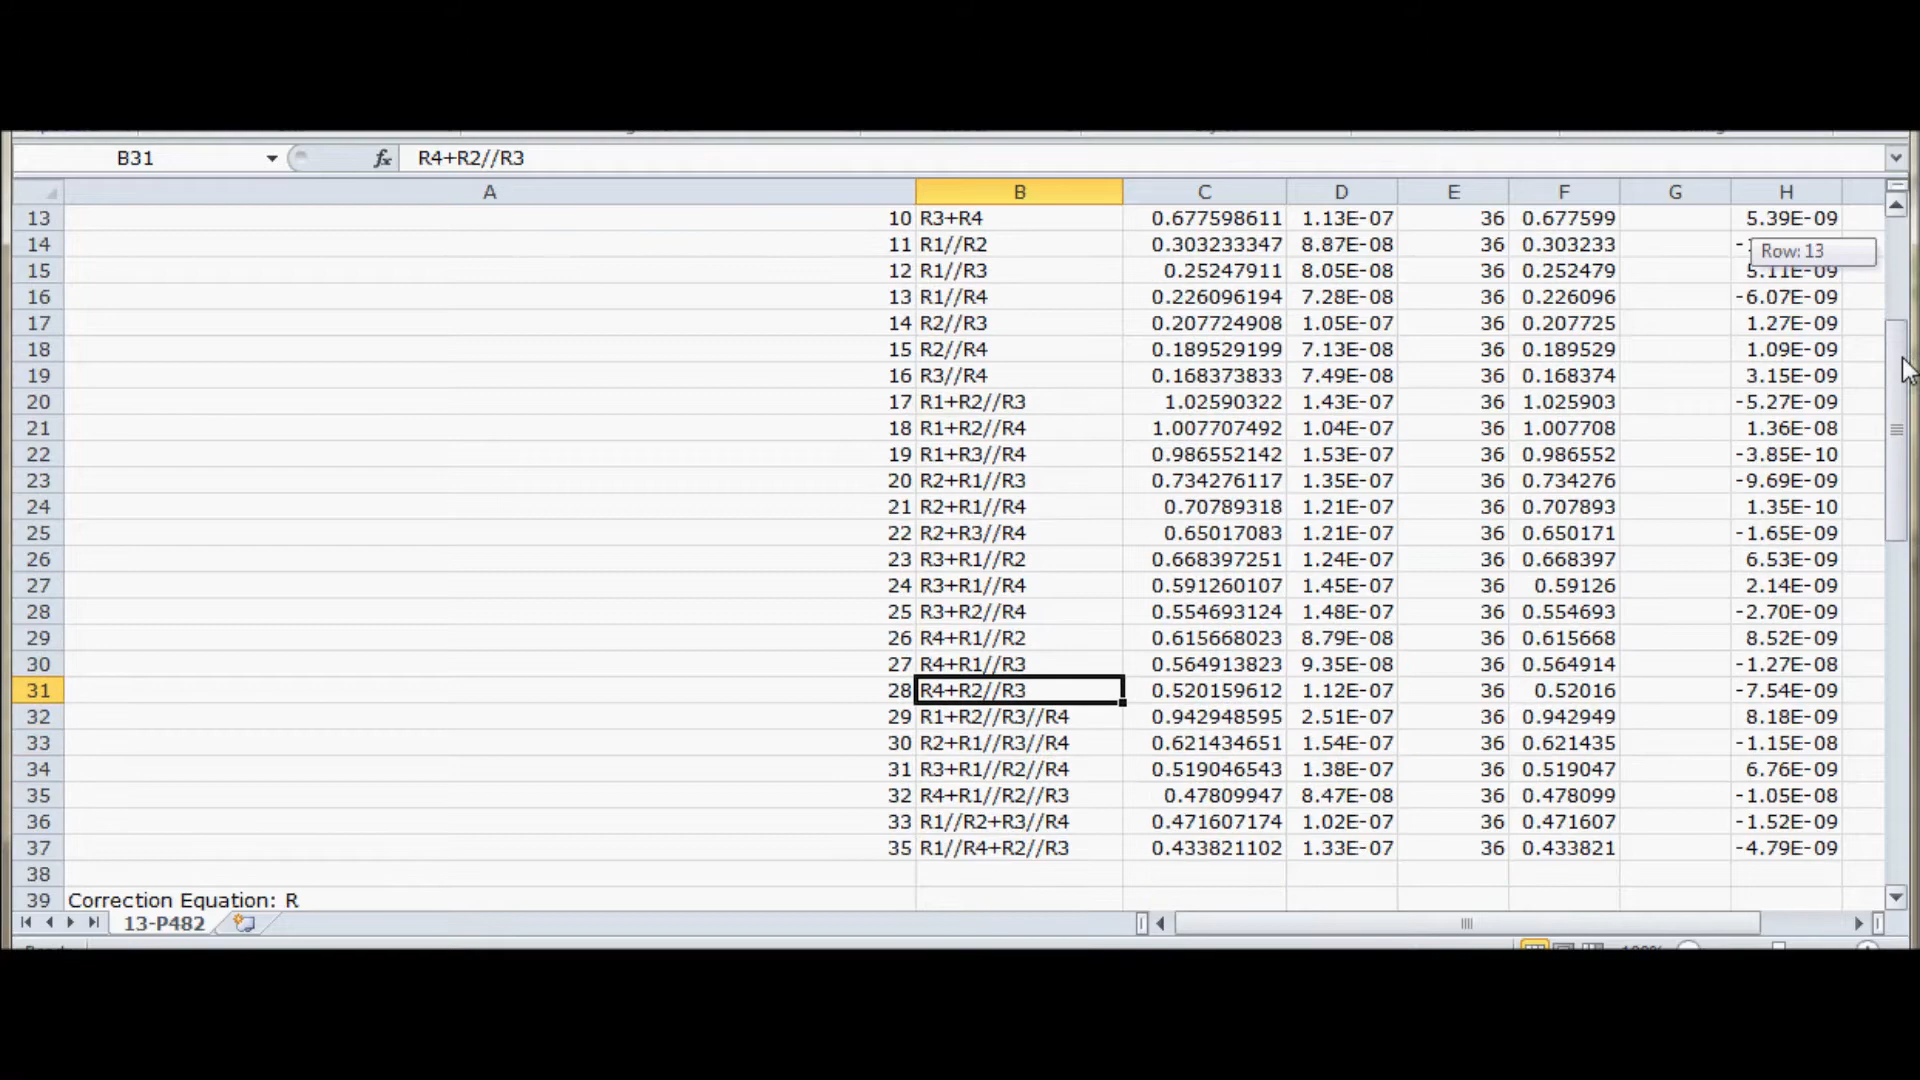 B31 fx R4+R2//R3
A B C D E F G H
13 10 R3+R4 0.677598611 1.13E-07 36 0.677599 5.39E-09
14 11 R1//R2 0.303233347 8.87E-08 36 0.303233
Row: 13
15 12 R1//R3 0.25247911 8.05E-08 36 0.252479 5.11E-09
16 13 R1//R4 0.226096194 7.28E-08 36 0.226096 -6.07E-09
17 14 R2//R3 0.207724908 1.05E-07 36 0.207725 1.27E-09
18 15 R2//R4 0.189529199 7.13E-08 36 0.189529 1.09E-09
19 16 R3//R4 0.168373833 7.49E-08 36 0.168374 3.15E-09
20 17 R1+R2//R3 1.02590322 1.43E-07 36 1.025903 -5.27E-09
21 18 R1+R2//R4 1.007707492 1.04E-07 36 1.007708 1.36E-08
22 19 R1+R3//R4 0.986552142 1.53E-07 36 0.986552 -3.85E-10
23 20 R2+R1//R3 0.734276117 1.35E-07 36 0.734276 -9.69E-09
24 21 R2+R1//R4 0.70789318 1.21E-07 36 0.707893 1.35E-10
25 22 R2+R3//R4 0.65017083 1.21E-07 36 0.650171 -1.65E-09
26 23 R3+R1//R2 0.668397251 1.24E-07 36 0.668397 6.53E-09
27 24 R3+R1//R4 0.591260107 1.45E-07 36 0.59126 2.14E-09
28 25 R3+R2//R4 0.554693124 1.48E-07 36 0.554693 -2.70E-09
29 26 R4+R1//R2 0.615668023 8.79E-08 36 0.615668 8.52E-09
30 27 R4+R1//R3 0.564913823 9.35E-08 36 0.564914 -1.27E-08
31 28 R4+R2//R3 0.520159612 1.12E-07 36 0.52016 -7.54E-09
32 29 R1+R2//R3//R4 0.942948595 2.51E-07 36 0.942949 8.18E-09
33 30 R2+R1//R3//R4 0.621434651 1.54E-07 36 0.621435 -1.15E-08
34 31 R3+R1//R2//R4 0.519046543 1.38E-07 36 0.519047 6.76E-09
35 32 R4+R1//R2//R3 0.47809947 8.47E-08 36 0.478099 -1.05E-08
36 33 R1//R2+R3//R4 0.471607174 1.02E-07 36 0.471607 -1.52E-09
37 35 R1//R4+R2//R3 0.433821102 1.33E-07 36 0.433821 -4.79E-09
38
39 Correction Equation: R
13-P482